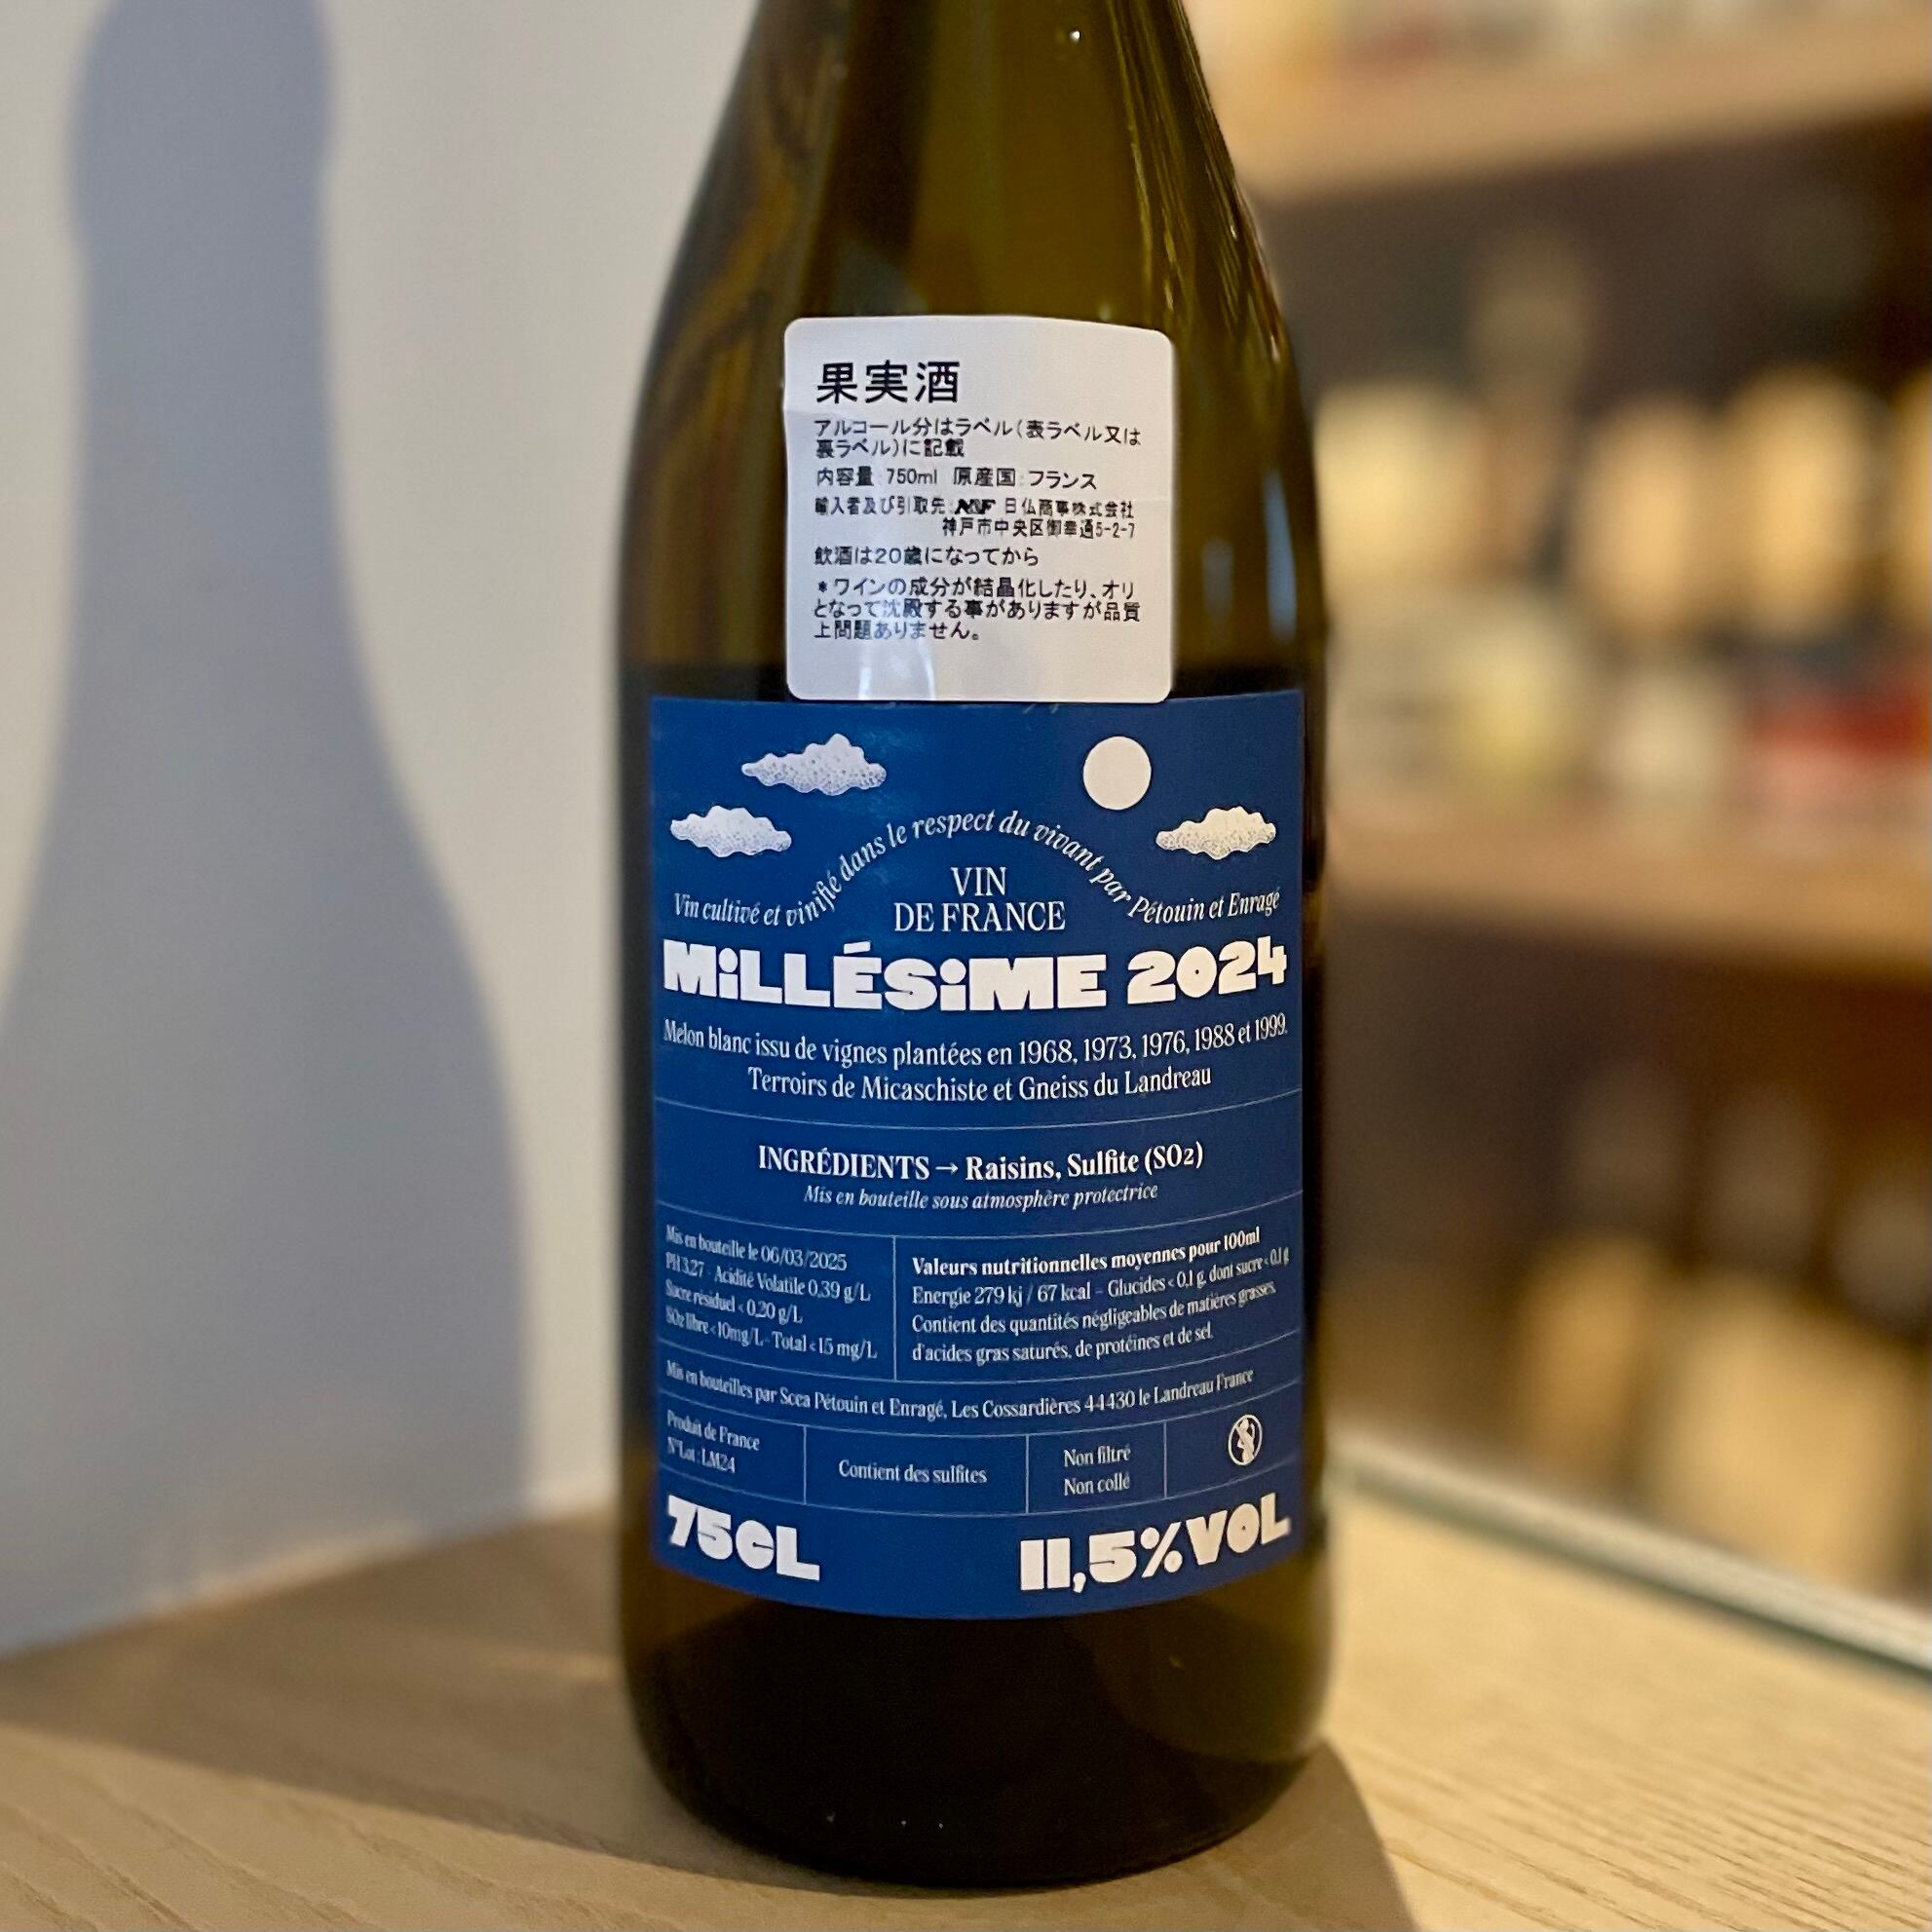 果実酒
アルコール分はラベル（表ラベル又は
裏ラベル）に記載
内容量:750ml 原産国:フランス
輸入者及び引取先: 日仏商事株式会社
神戸市中央区御幸通5-2-7
飲酒は20歳になってから
＊ワインの成分が結晶化したり、オリ
となって沈殿する事がありますが品質
上問題ありません。
Vin cultivé et vinifié dans le respect du vivant par Pétouin et Enragé
VIN
DE FRANCE
MiLLÉSiME 2024
Melon blanc issu de vignes plantées en 1968, 1973, 1976, 1988 et 1999.
Terroirs de Micaschiste et Gneiss du Landreau
INGRÉDIENTS → Raisins, Sulfite (SO2)
Mis en bouteille sous atmosphère protectrice
Mis en bouteille le 06/03/2025
PH 3,27 - Acidité Volatile 0,39 g/L
Sucre résiduel < 0,20 g/L
SO2 libre < 10mg/L - Total < 15 mg/L
Valeurs nutritionnelles moyennes pour 100ml
Energie 279 kj / 67 kcal - Glucides < 0,1 g, dont sucre < 0,1 g
Contient des quantités négligeables de matières grasses,
d'acides gras saturés, de protéines et de sel.
Mis en bouteilles par Scea Pétouin et Enragé, Les Cossardières 44430 le Landreau France
Produit de France
N°Lot : LM24
Contient des sulfites
Non filtré
Non collé
75CL
11,5%VOL